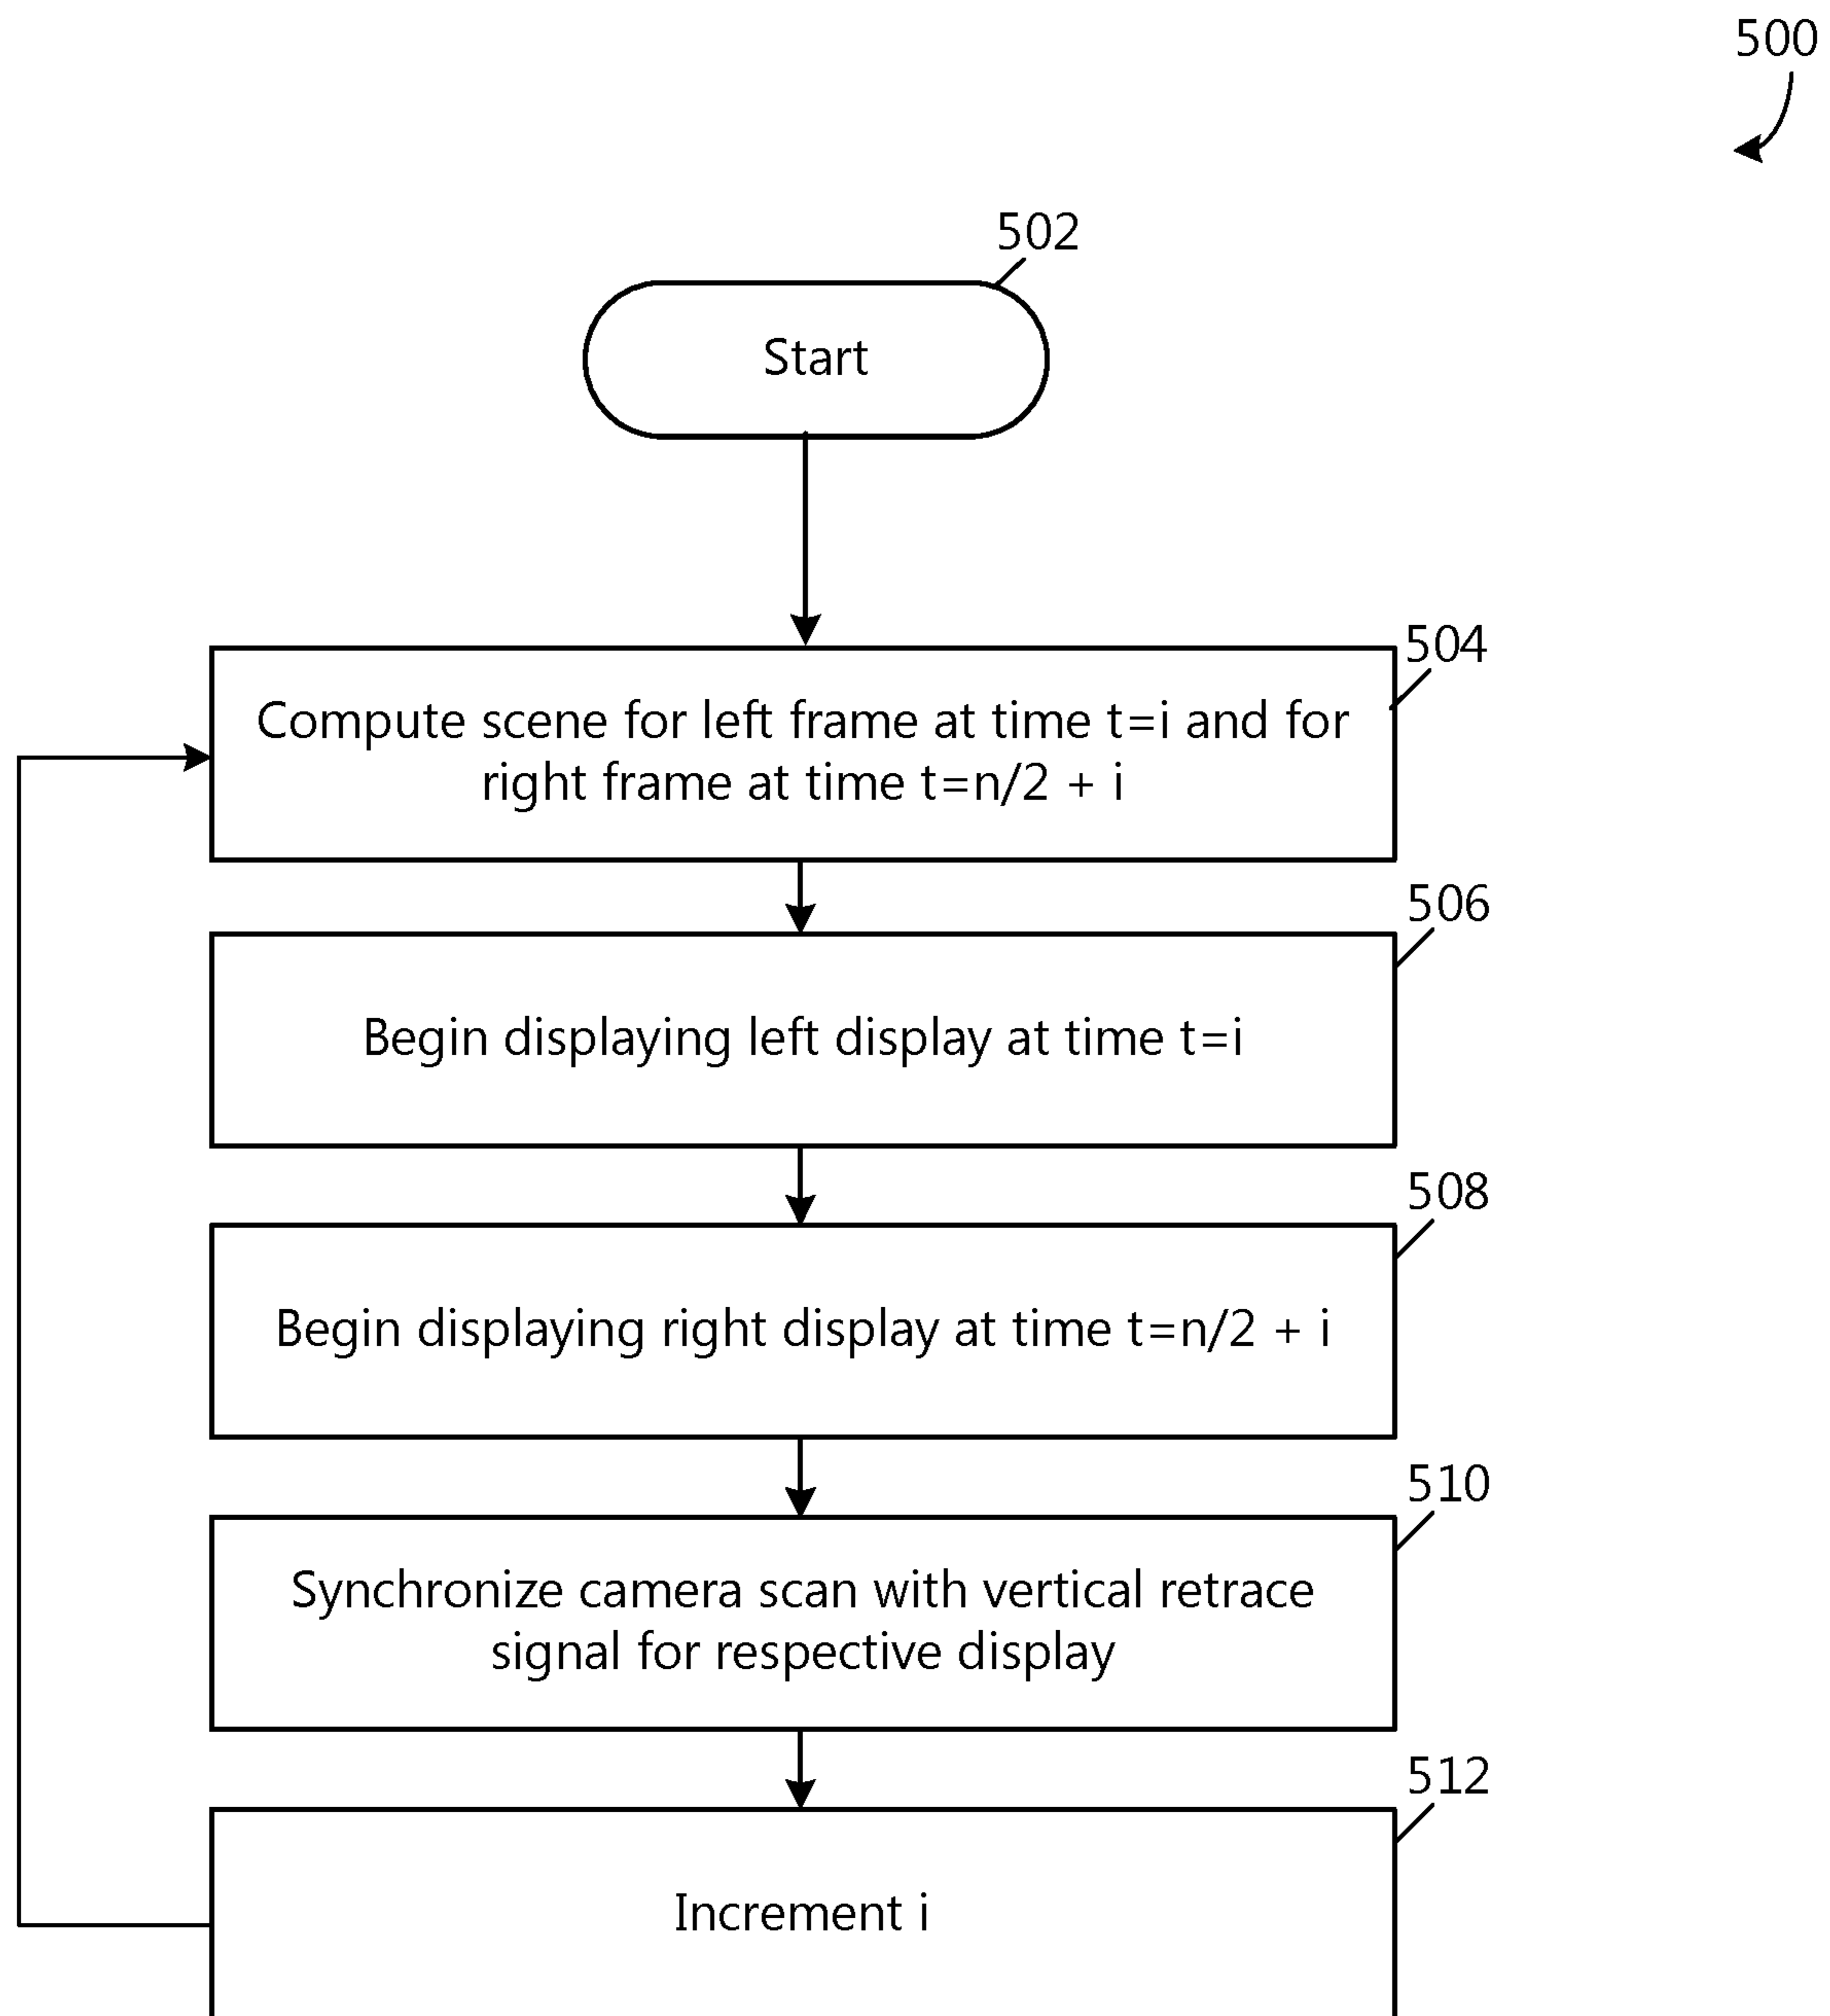 500
502
Start
504
Compute scene for left frame at time t=i and for
right frame at time t=n/2 + i
506
Begin displaying left display at time t=i
508
Begin displaying right display at time t=n/2 + i
510
Synchronize camera scan with vertical retrace
signal for respective display
512
Increment i